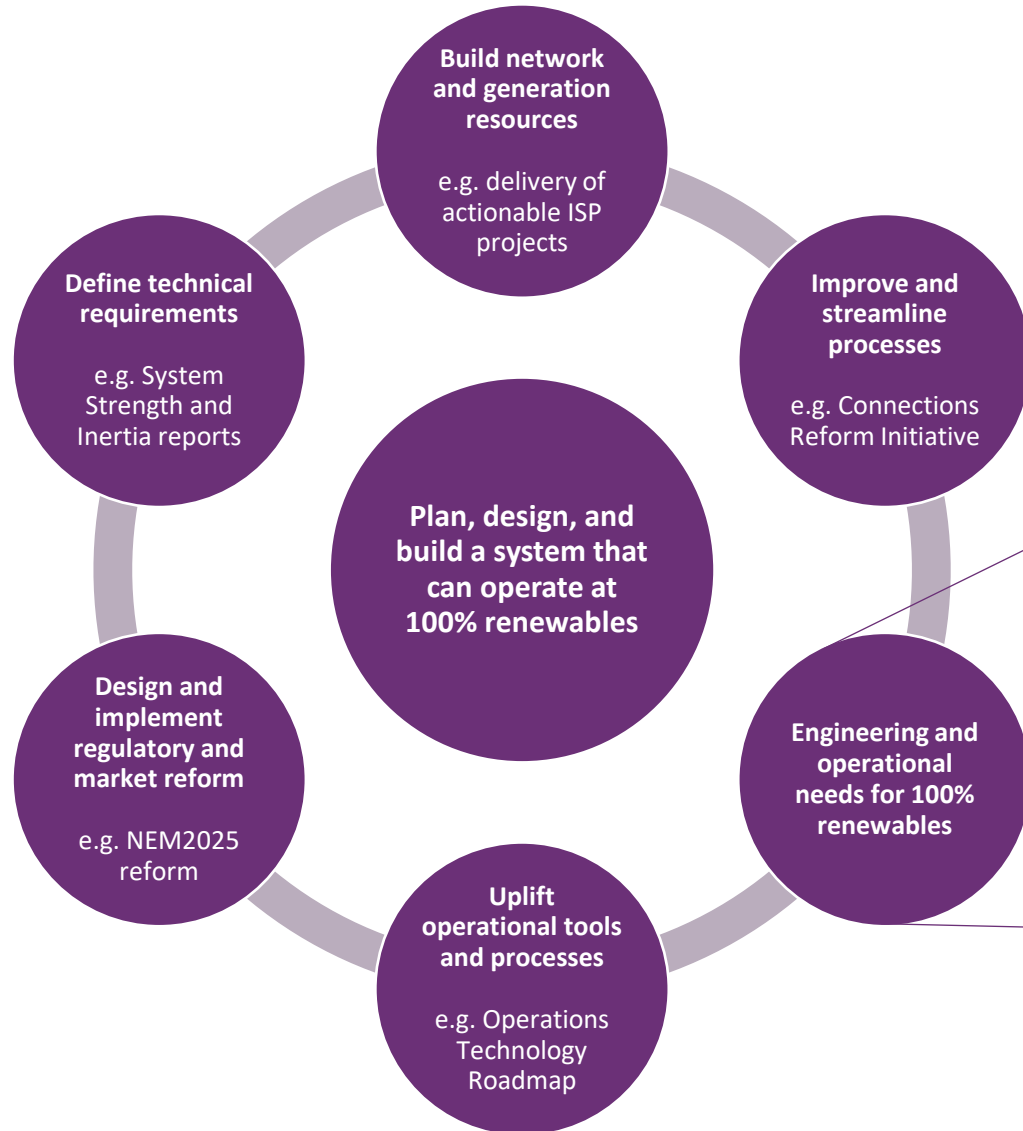 Build network
and generation
resources
e.g. delivery of
actionable ISP
projects
Improve and
streamline
processes
e.g. Connections
Reform Initiative
Engineering and
operational
needs for 100%
renewables
Uplift
operational tools
and processes
e.g. Operations
Technology
Roadmap
Design and
implement
regulatory and
market reform
e.g. NEM2025
reform
Define technical
requirements
e.g. System
Strength and
Inertia reports
Plan, design, and
build a system that
can operate at
100% renewables